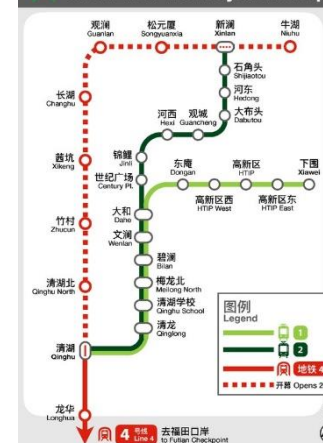 观澜
Guanlan
松元厦
Songyuanxia
新澜
Xinlan
牛湖
Niuhu
石角头
Shijiaotou
河东
Hedong
大布头
Dabutou
长湖
Changhu
河西
Hexi
观城
Guancheng
茜坑
Xikeng
锦鲤
Jinli
世纪广场
Century Pl.
东庵
Dongan
高新区
HTIP
下围
Xiawei
高新区西
HTIP West
高新区东
HTIP East
竹村
Zhucun
大和
Dahe
文澜
Wenlan
碧澜
Bilan
清湖北
Qinghu North
梅龙北
Meilong North
清湖学校
Qinghu School
清龙
Qinglong
清湖
Qinghu
龙华
Longhua
图例
Legend
1
2
地铁 4
开幕 Opens 2
4 号线
Line 4
去福田口岸
to Futian Checkpoint